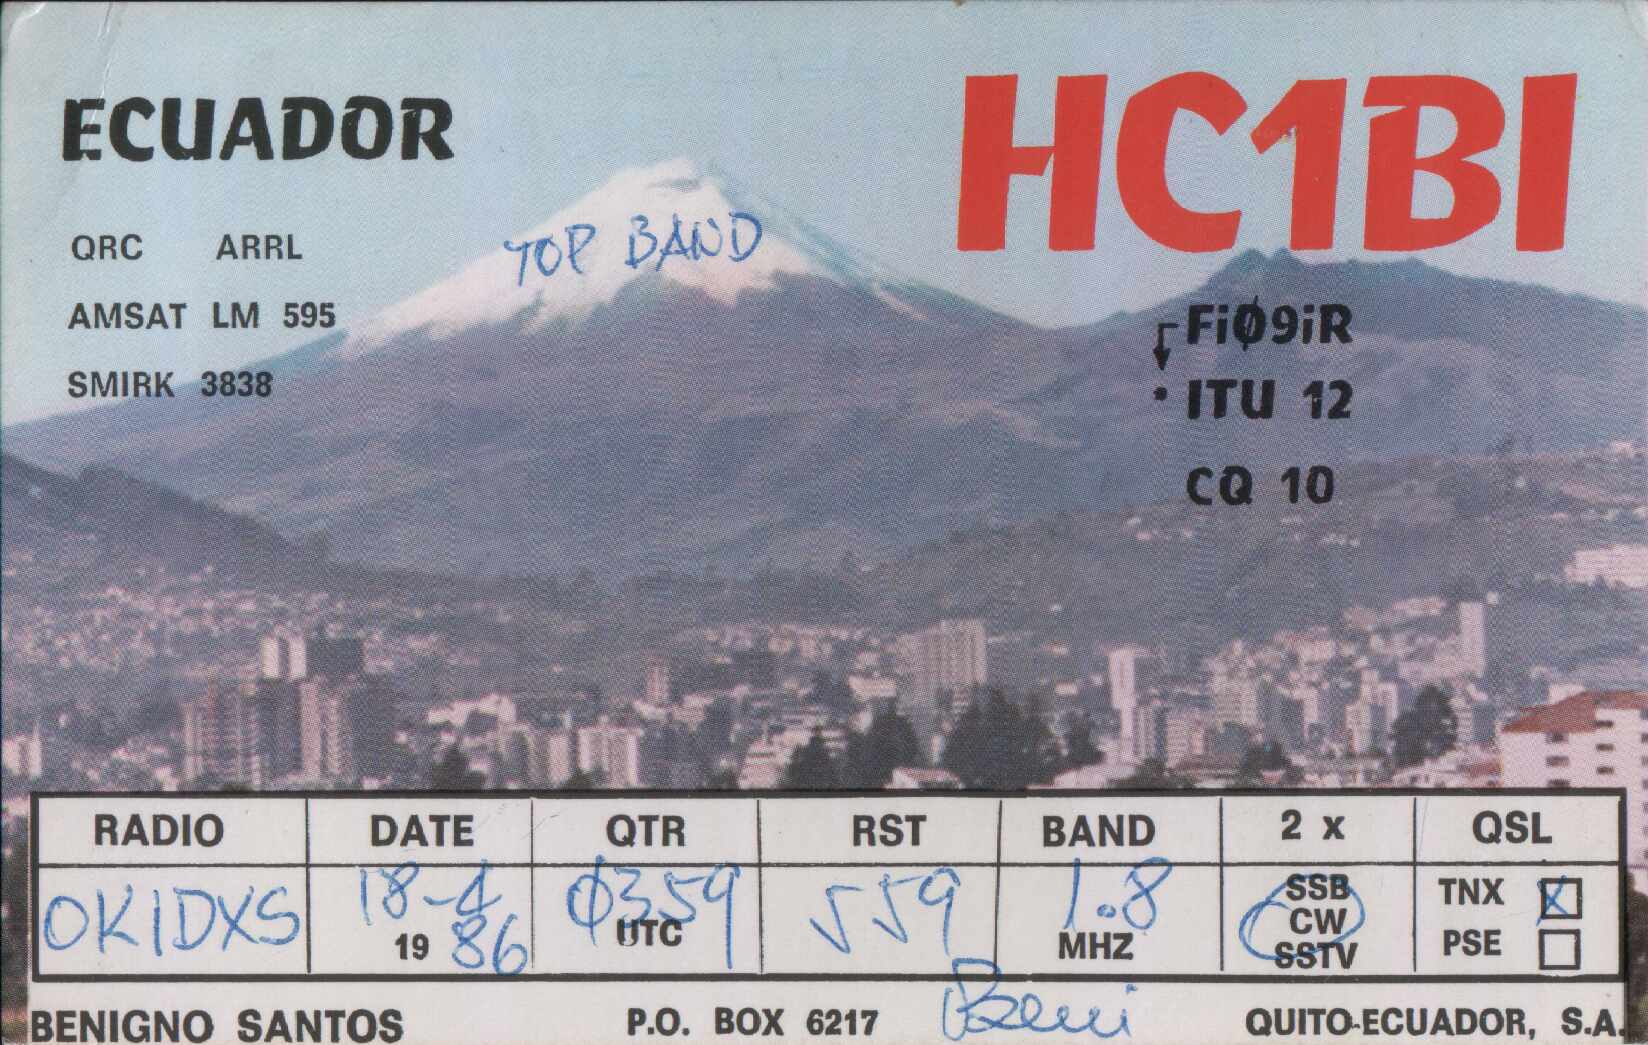 ECUADOR
HC1BI
QRC ARRL
AMSAT LM 595
SMIRK 3838
TOP BAND
FiØ9iR
ITU 12
CQ 10
RADIO DATE QTR RST BAND 2 x QSL
OK1DXS 18-4 1986 Ø359 UTC 559 1.8 MHZ SSB CW SSTV TNX X PSE
Beni
BENIGNO SANTOS P.O. BOX 6217 QUITO-ECUADOR, S.A.